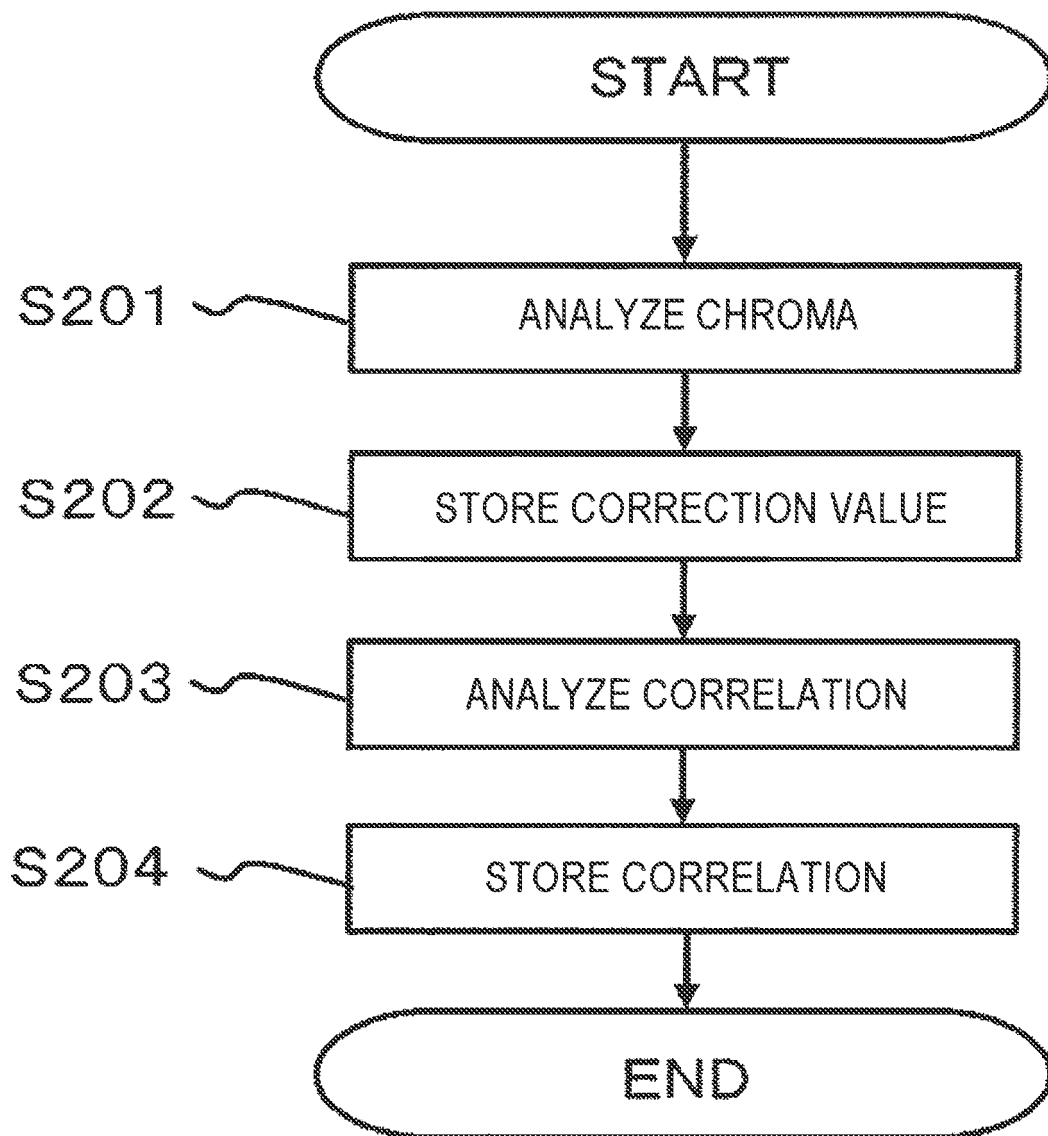 START
S201
ANALYZE CHROMA
S202
STORE CORRECTION VALUE
S203
ANALYZE CORRELATION
S204
STORE CORRELATION
END